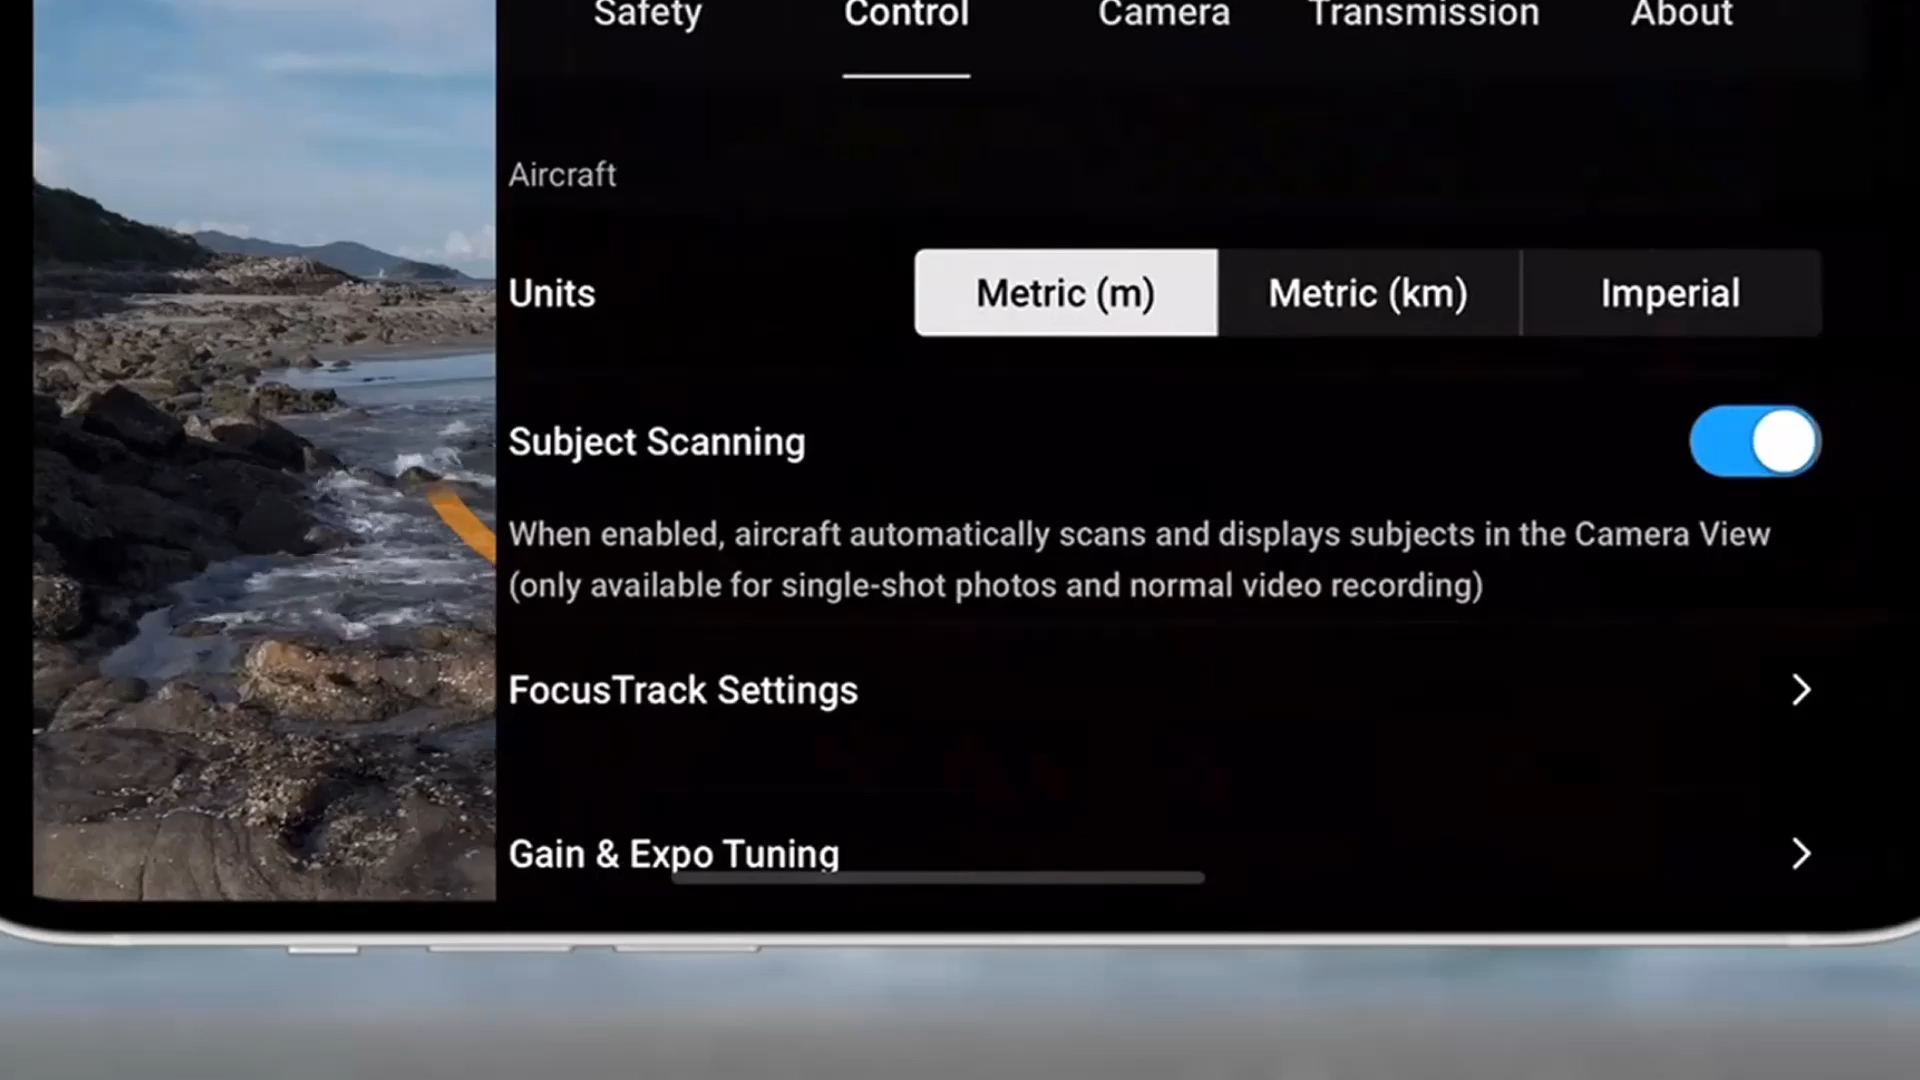 Safety Control Camera Transmission About
Aircraft
Units Metric (m) Metric (km) Imperial
Subject Scanning
When enabled, aircraft automatically scans and displays subjects in the Camera View
(only available for single-shot photos and normal video recording)
FocusTrack Settings
Gain & Expo Tuning